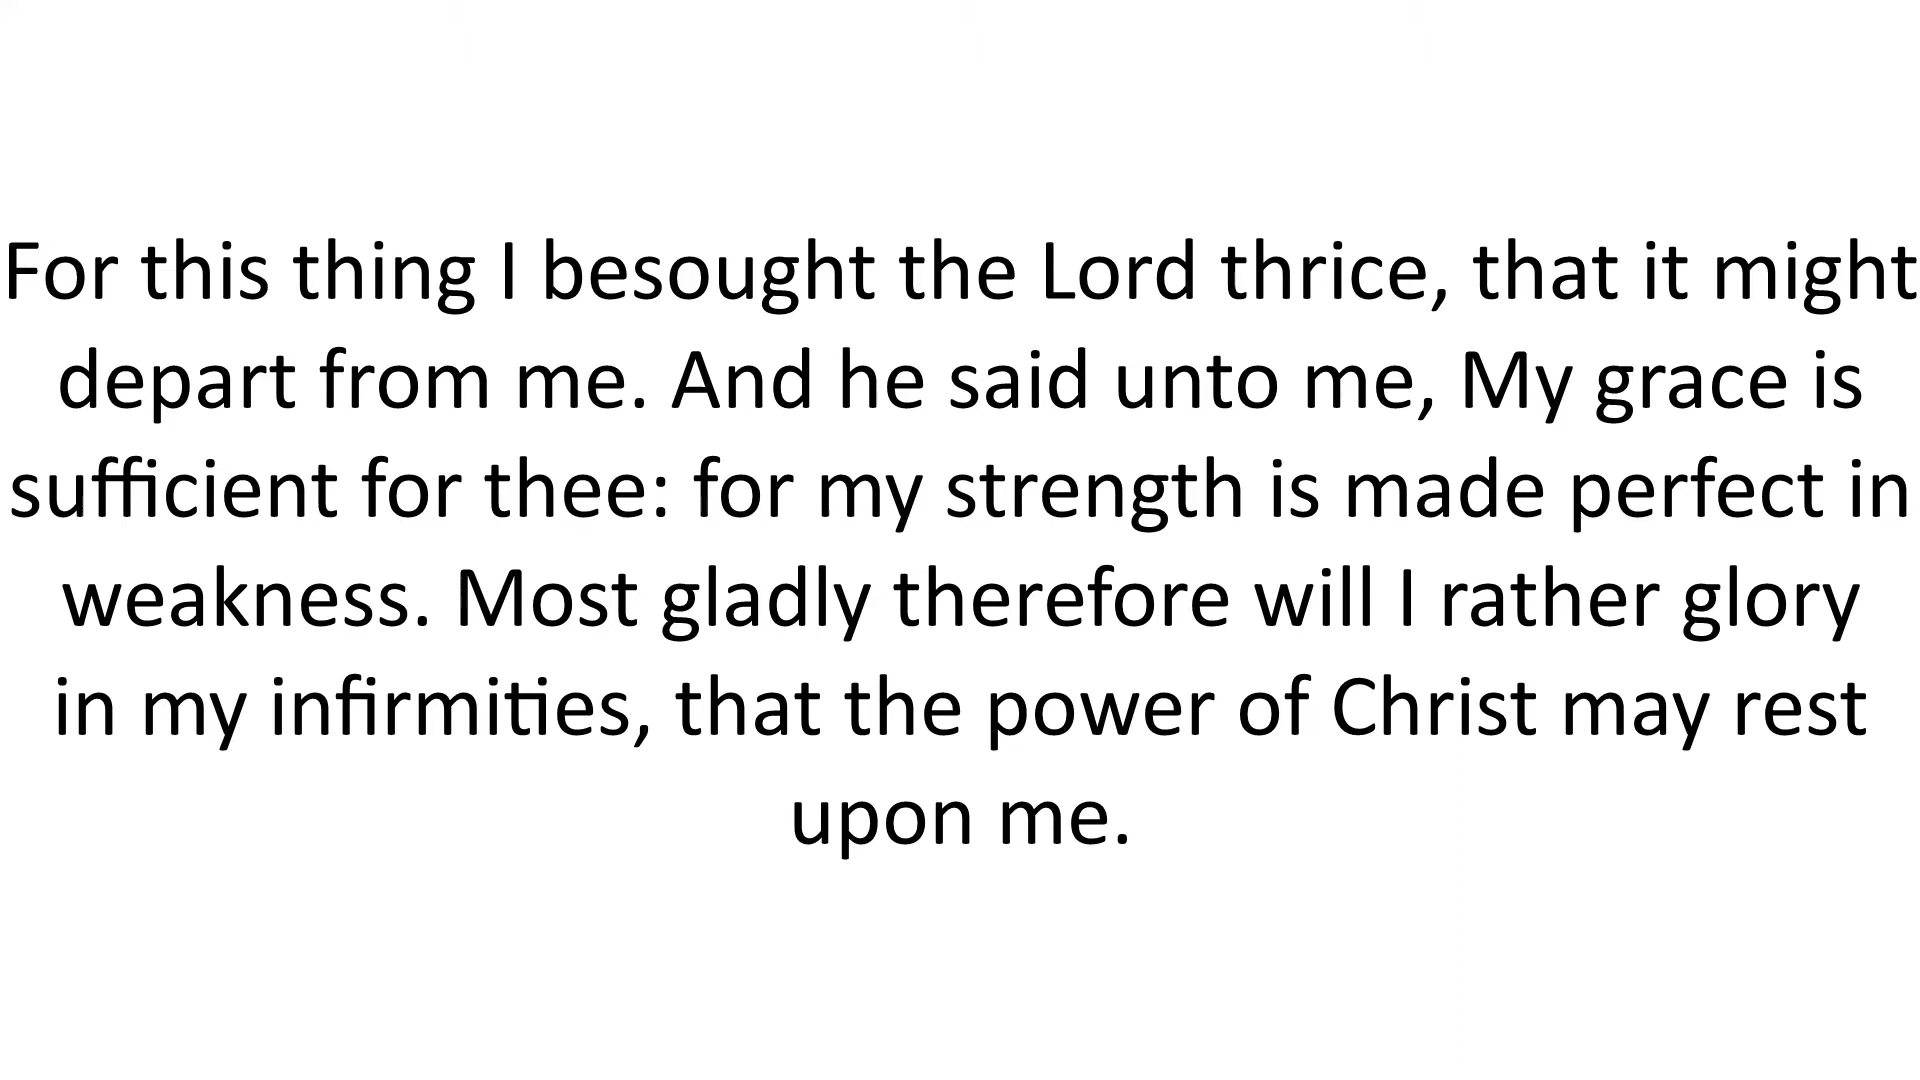 For this thing I besought the Lord thrice, that it might
depart from me. And he said unto me, My grace is
sufficient for thee: for my strength is made perfect in
weakness. Most gladly therefore will I rather glory
in my infirmities, that the power of Christ may rest
upon me.